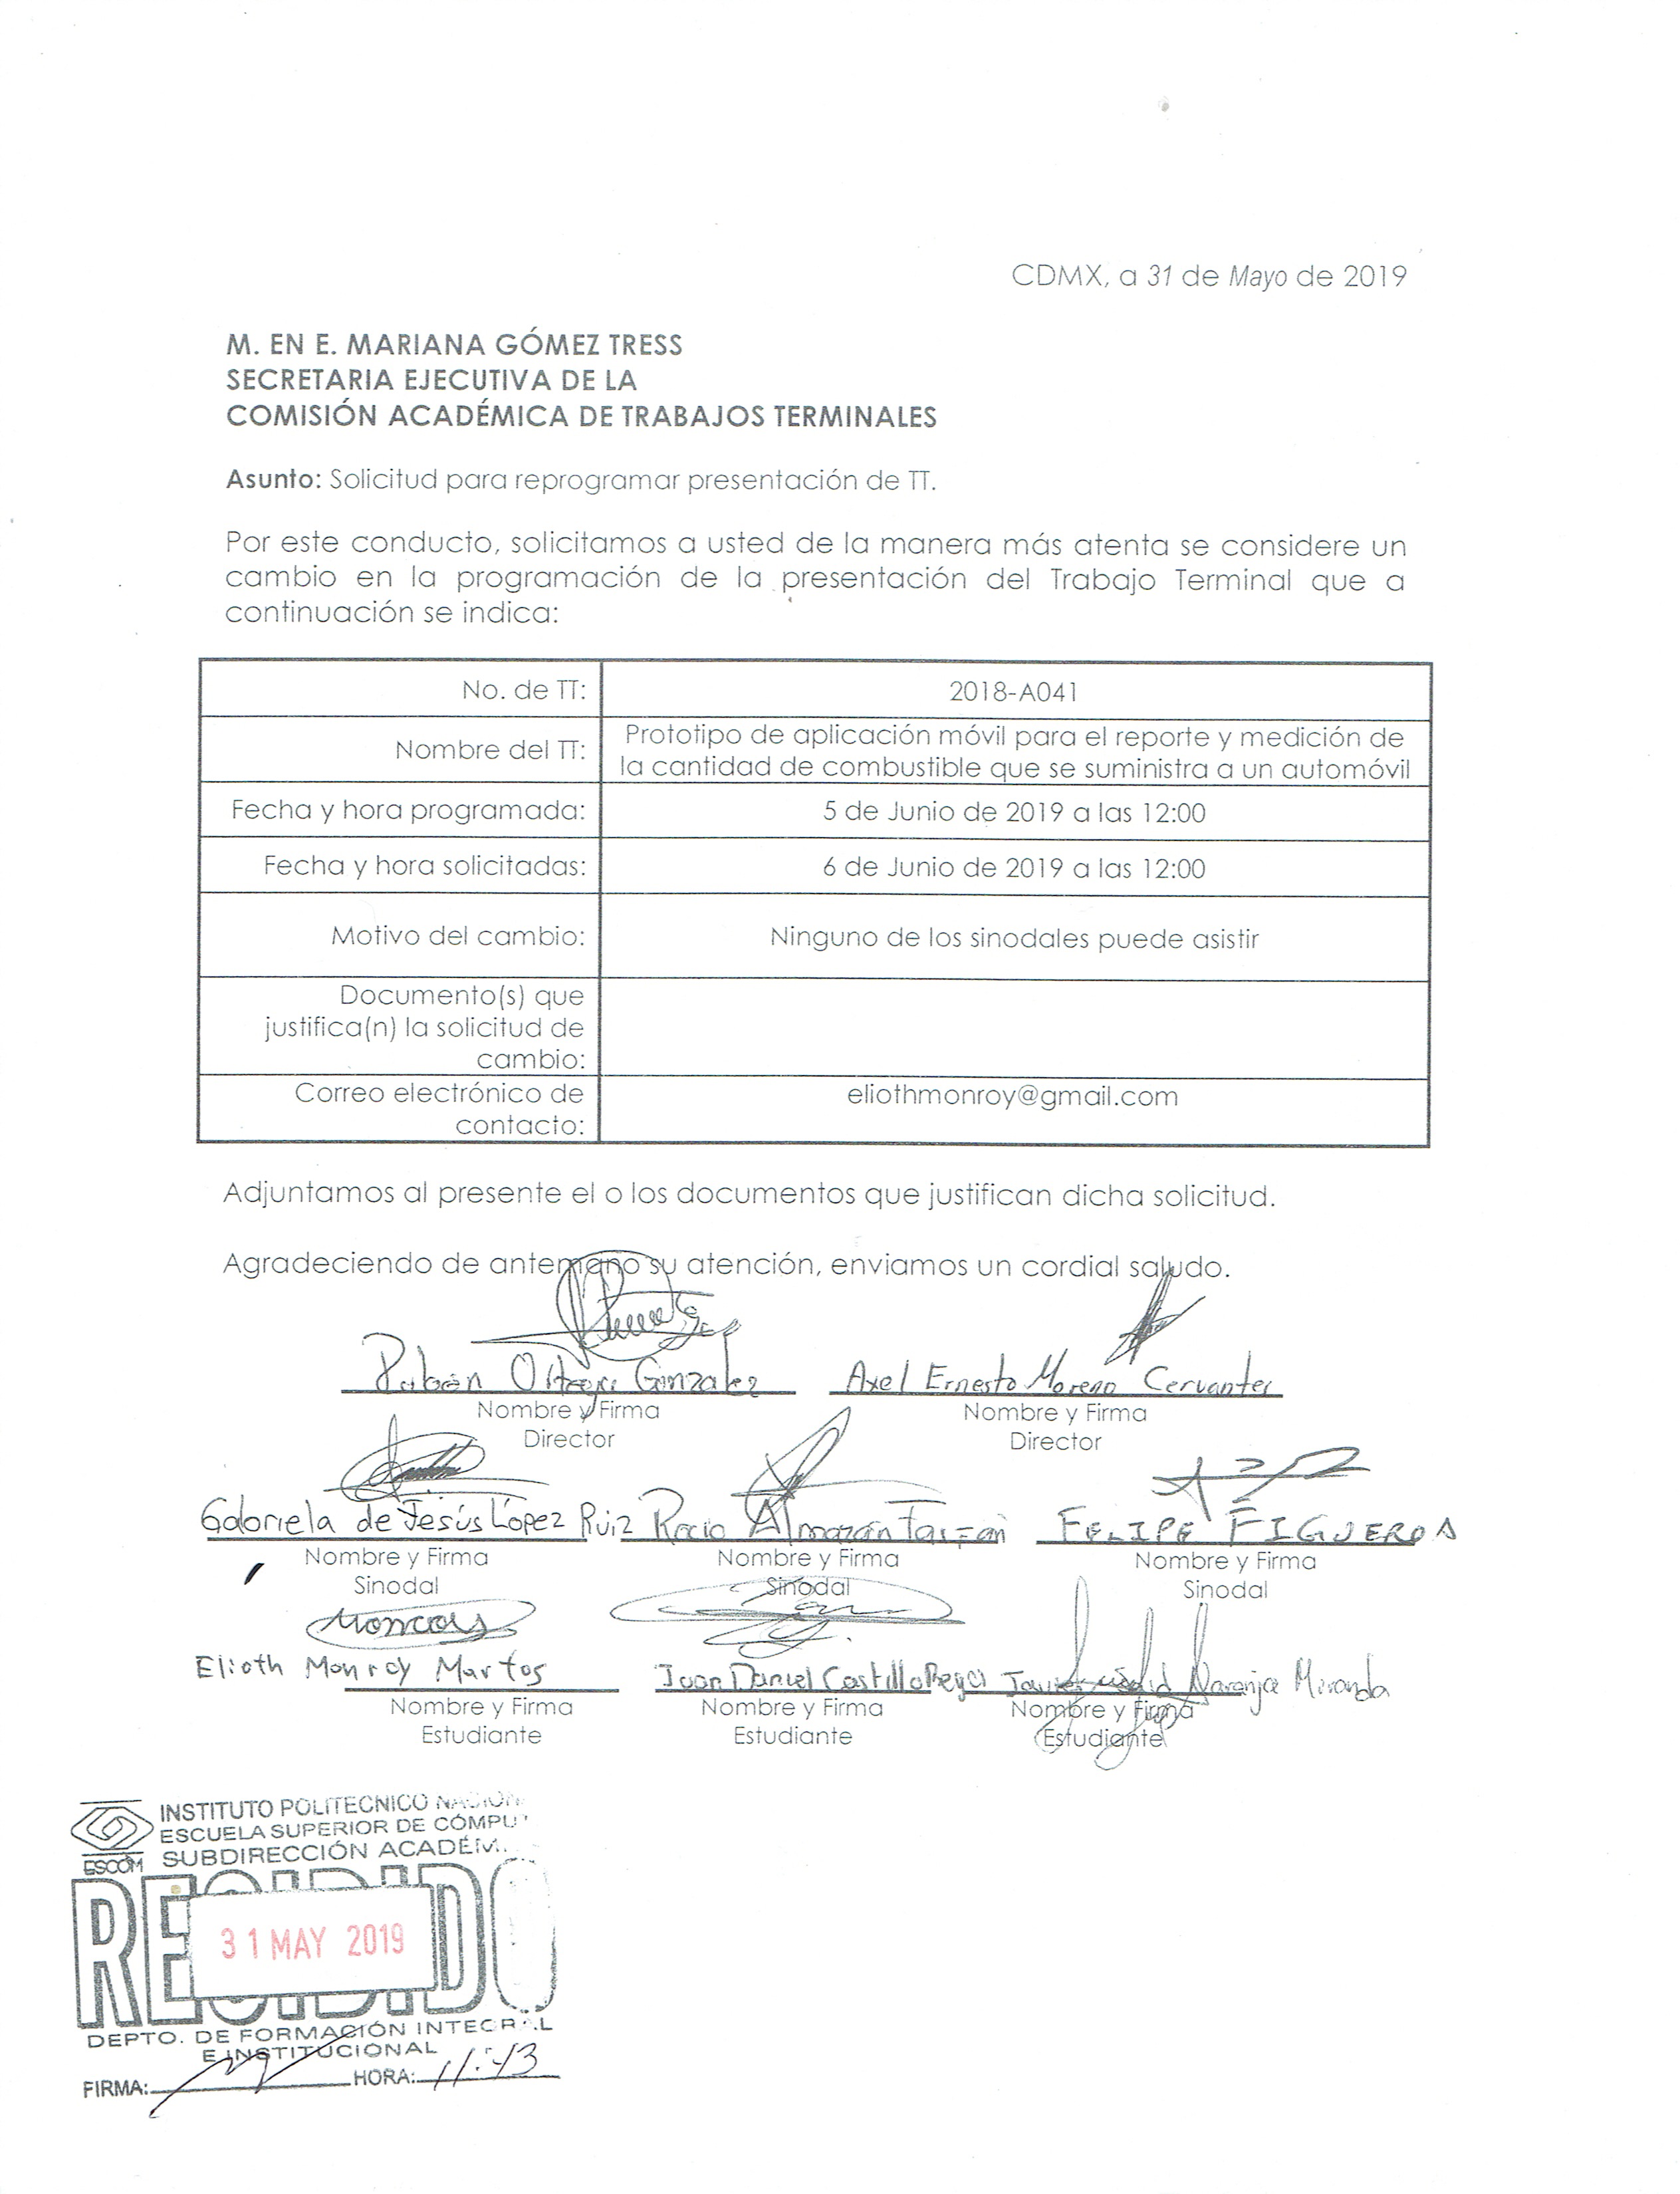 CDMX, a 31 de Mayo de 2019
M. EN E. MARIANA GÓMEZ TRESS
SECRETARIA EJECUTIVA DE LA
COMISIÓN ACADÉMICA DE TRABAJOS TERMINALES
Asunto: Solicitud para reprogramar presentación de TT.
Por este conducto, solicitamos a usted de la manera más atenta se considere un
cambio en la programación de la presentación del Trabajo Terminal que a
continuación se indica:
No. de TT: 2018-A041
Nombre del TT: Prototipo de aplicación móvil para el reporte y medición de
la cantidad de combustible que se suministra a un automóvil
Fecha y hora programada: 5 de Junio de 2019 a las 12:00
Fecha y hora solicitadas: 6 de Junio de 2019 a las 12:00
Motivo del cambio: Ninguno de los sinodales puede asistir
Documento(s) que
justifica(n) la solicitud de
cambio:
Correo electrónico de
contacto:
eliothmonroy@gmail.com
Adjuntamos al presente el o los documentos que justifican dicha solicitud.
Agradeciendo de antemano su atención, enviamos un cordial saludo.
Rubén Ortega González Axel Ernesto Moreno Cervantes
Nombre y Firma Nombre y Firma
Director Director
Gabriela de Jesús López Ruiz Rocio Almazán Farfán FELIPE FIGUEROA
Nombre y Firma Nombre y Firma Nombre y Firma
Sinodal Sinodal Sinodal
Elioth Monroy Martos Juan Daniel Castillo Reyes Naranjo Miranda
Nombre y Firma Nombre y Firma Nombre y Firma
Estudiante Estudiante Estudiante
INSTITUTO POLITECNICO NACION
ESCUELA SUPERIOR DE CÓMPU
SUBDIRECCIÓN ACADÉM
ESCOM
RECIBIDO
31 MAY 2019
DEPTO. DE FORMACIÓN INTEGRAL
E INSTITUCIONAL
FIRMA: HORA: 11:43